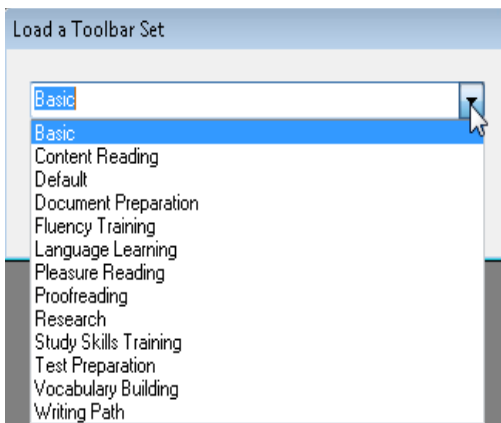 Load a Toolbar Set
Basic
Basic
Content Reading
Default
Document Preparation
Fluency Training
Language Learning
Pleasure Reading
Proofreading
Research
Study Skills Training
Test Preparation
Vocabulary Building
Writing Path